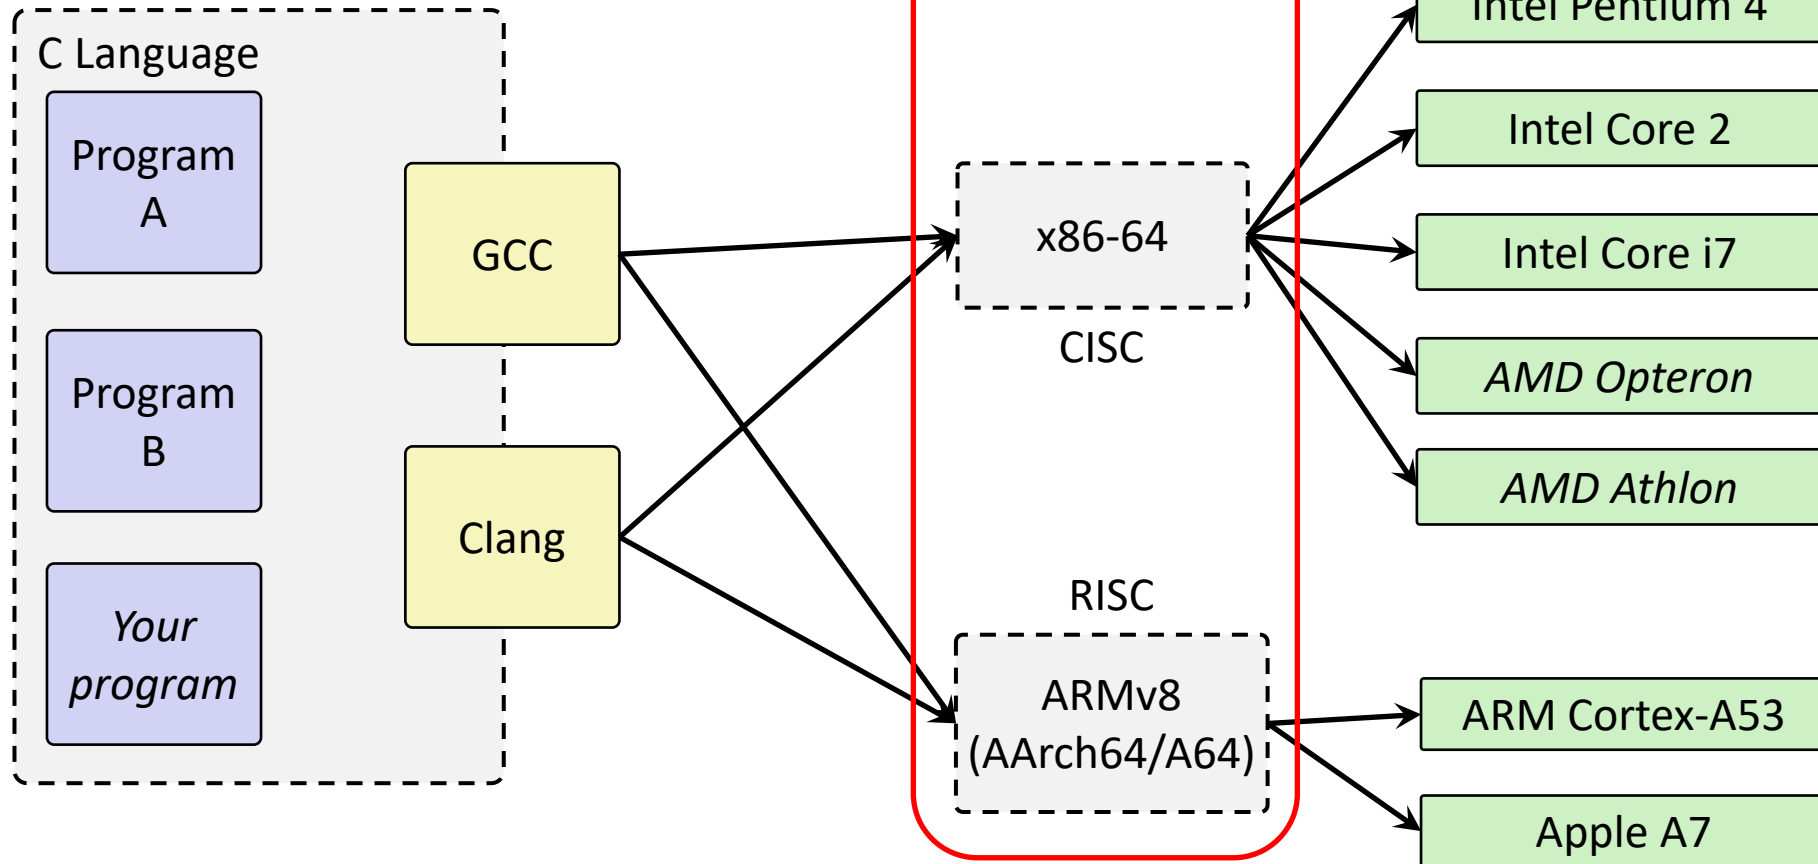 C Language
Program
A
Program
B
Your
program
GCC
Clang
x86-64
CISC
RISC
ARMv8
(AArch64/A64)
Intel Pentium 4
Intel Core 2
Intel Core i7
AMD Opteron
AMD Athlon
ARM Cortex-A53
Apple A7